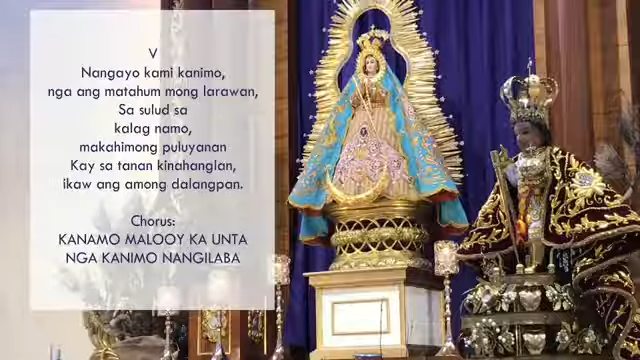 V
Nangayo kami kanimo,
nga ang matahum mong larawan,
Sa sulud sa
kalag namo,
makahimong puluyanan
Kay sa tanan kinahanglan,
ikaw ang among dalangpan.
Chorus:
KANAMO MALOOY KA UNTA
NGA KANIMO NANGILABA